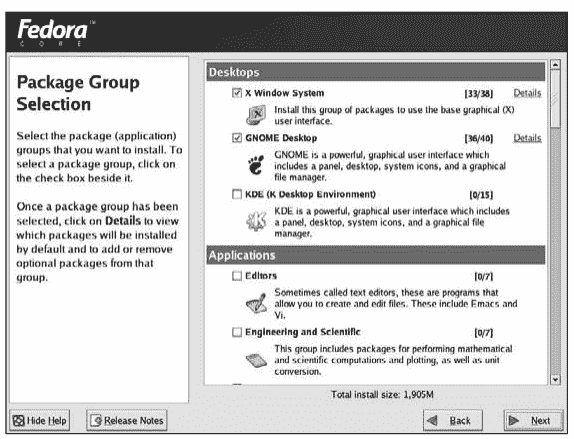 Fedora™
CORE
Package Group
Selection
Select the package (application)
groups that you want to install. To
select a package group, click on
the check box beside it.
Once a package group has been
selected, click on Details to view
which packages will be installed
by default and to add or remove
optional packages from that
group.
Desktops
X Window System [33/38] Details
Install this group of packages to use the base graphical (X)
user interface.
GNOME Desktop [36/40] Details
GNOME is a powerful, graphical user interface which
includes a panel, desktop, system icons, and a graphical
file manager.
KDE (K Desktop Environment) [0/15]
KDE is a powerful, graphical user interface which includes
a panel, desktop, system icons, and a graphical file
manager.
Applications
Editors [0/7]
Sometimes called text editors, these are programs that
allow you to create and edit files. These include Emacs and
Vi.
Engineering and Scientific [0/7]
This group includes packages for performing mathematical
and scientific computations and plotting, as well as unit
conversion.
Total install size: 1,905M
Hide Help Release Notes Back Next